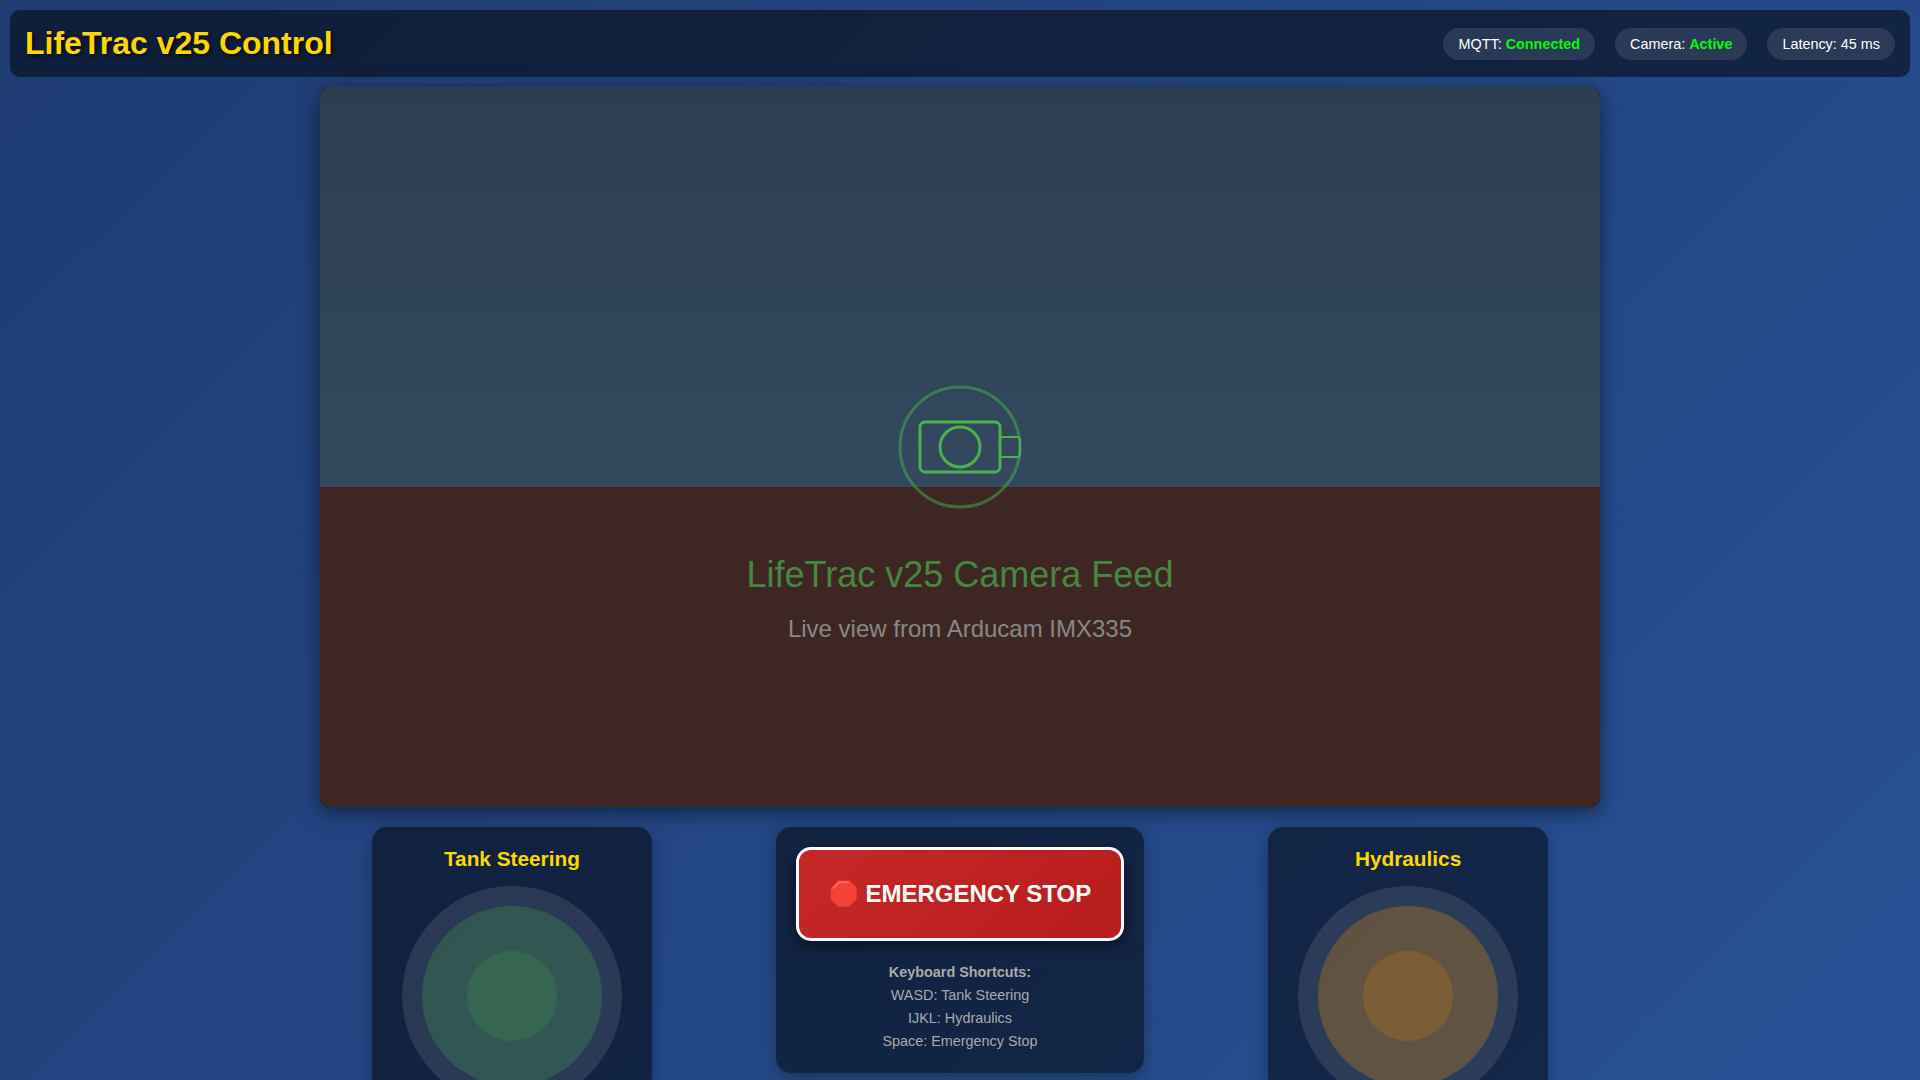 LifeTrac v25 Control
MQTT: Connected
Camera: Active
Latency: 45 ms
LifeTrac v25 Camera Feed
Live view from Arducam IMX335
Tank Steering
EMERGENCY STOP
Keyboard Shortcuts:
WASD: Tank Steering
IJKL: Hydraulics
Space: Emergency Stop
Hydraulics